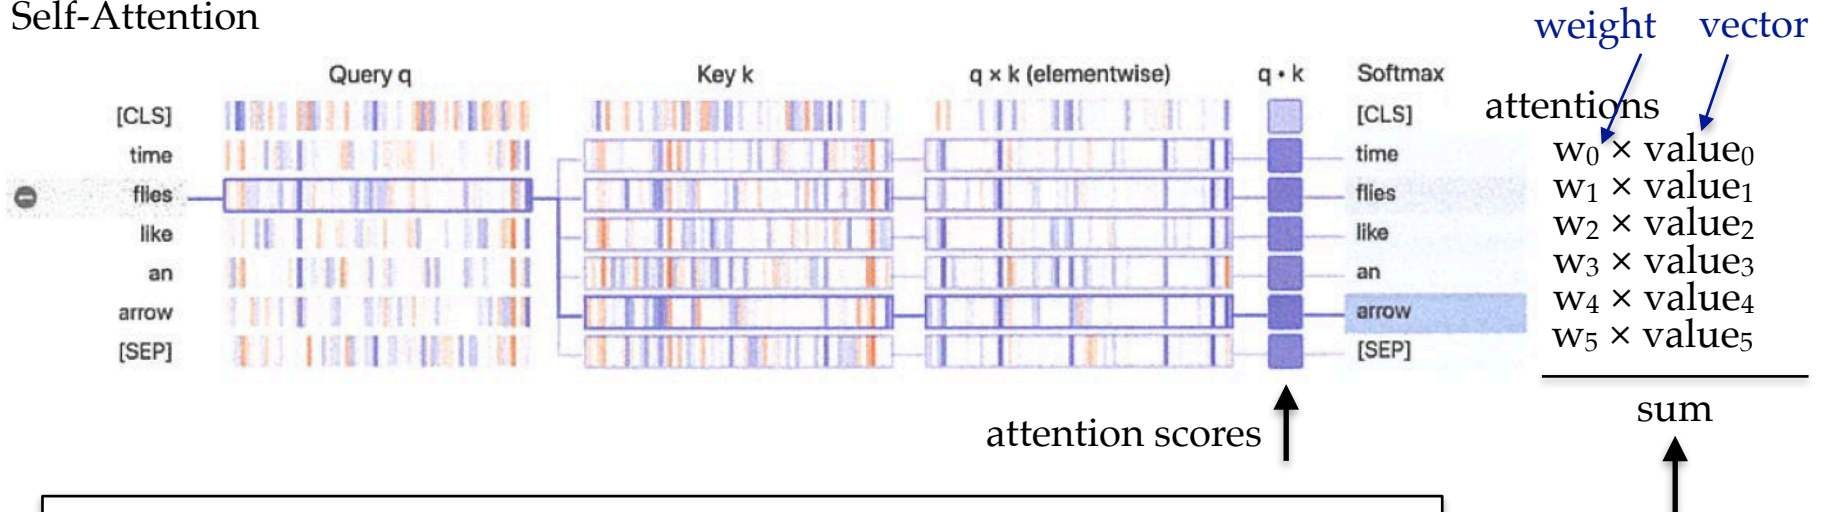 Self-Attention
weight vector
Query q Key k q × k (elementwise) q • k Softmax
attentions
[CLS] [CLS]
time time w₀ × value₀
flies flies w₁ × value₁
like like w₂ × value₂
an an w₃ × value₃
arrow arrow w₄ × value₄
[SEP] [SEP] w₅ × value₅
sum
attention scores